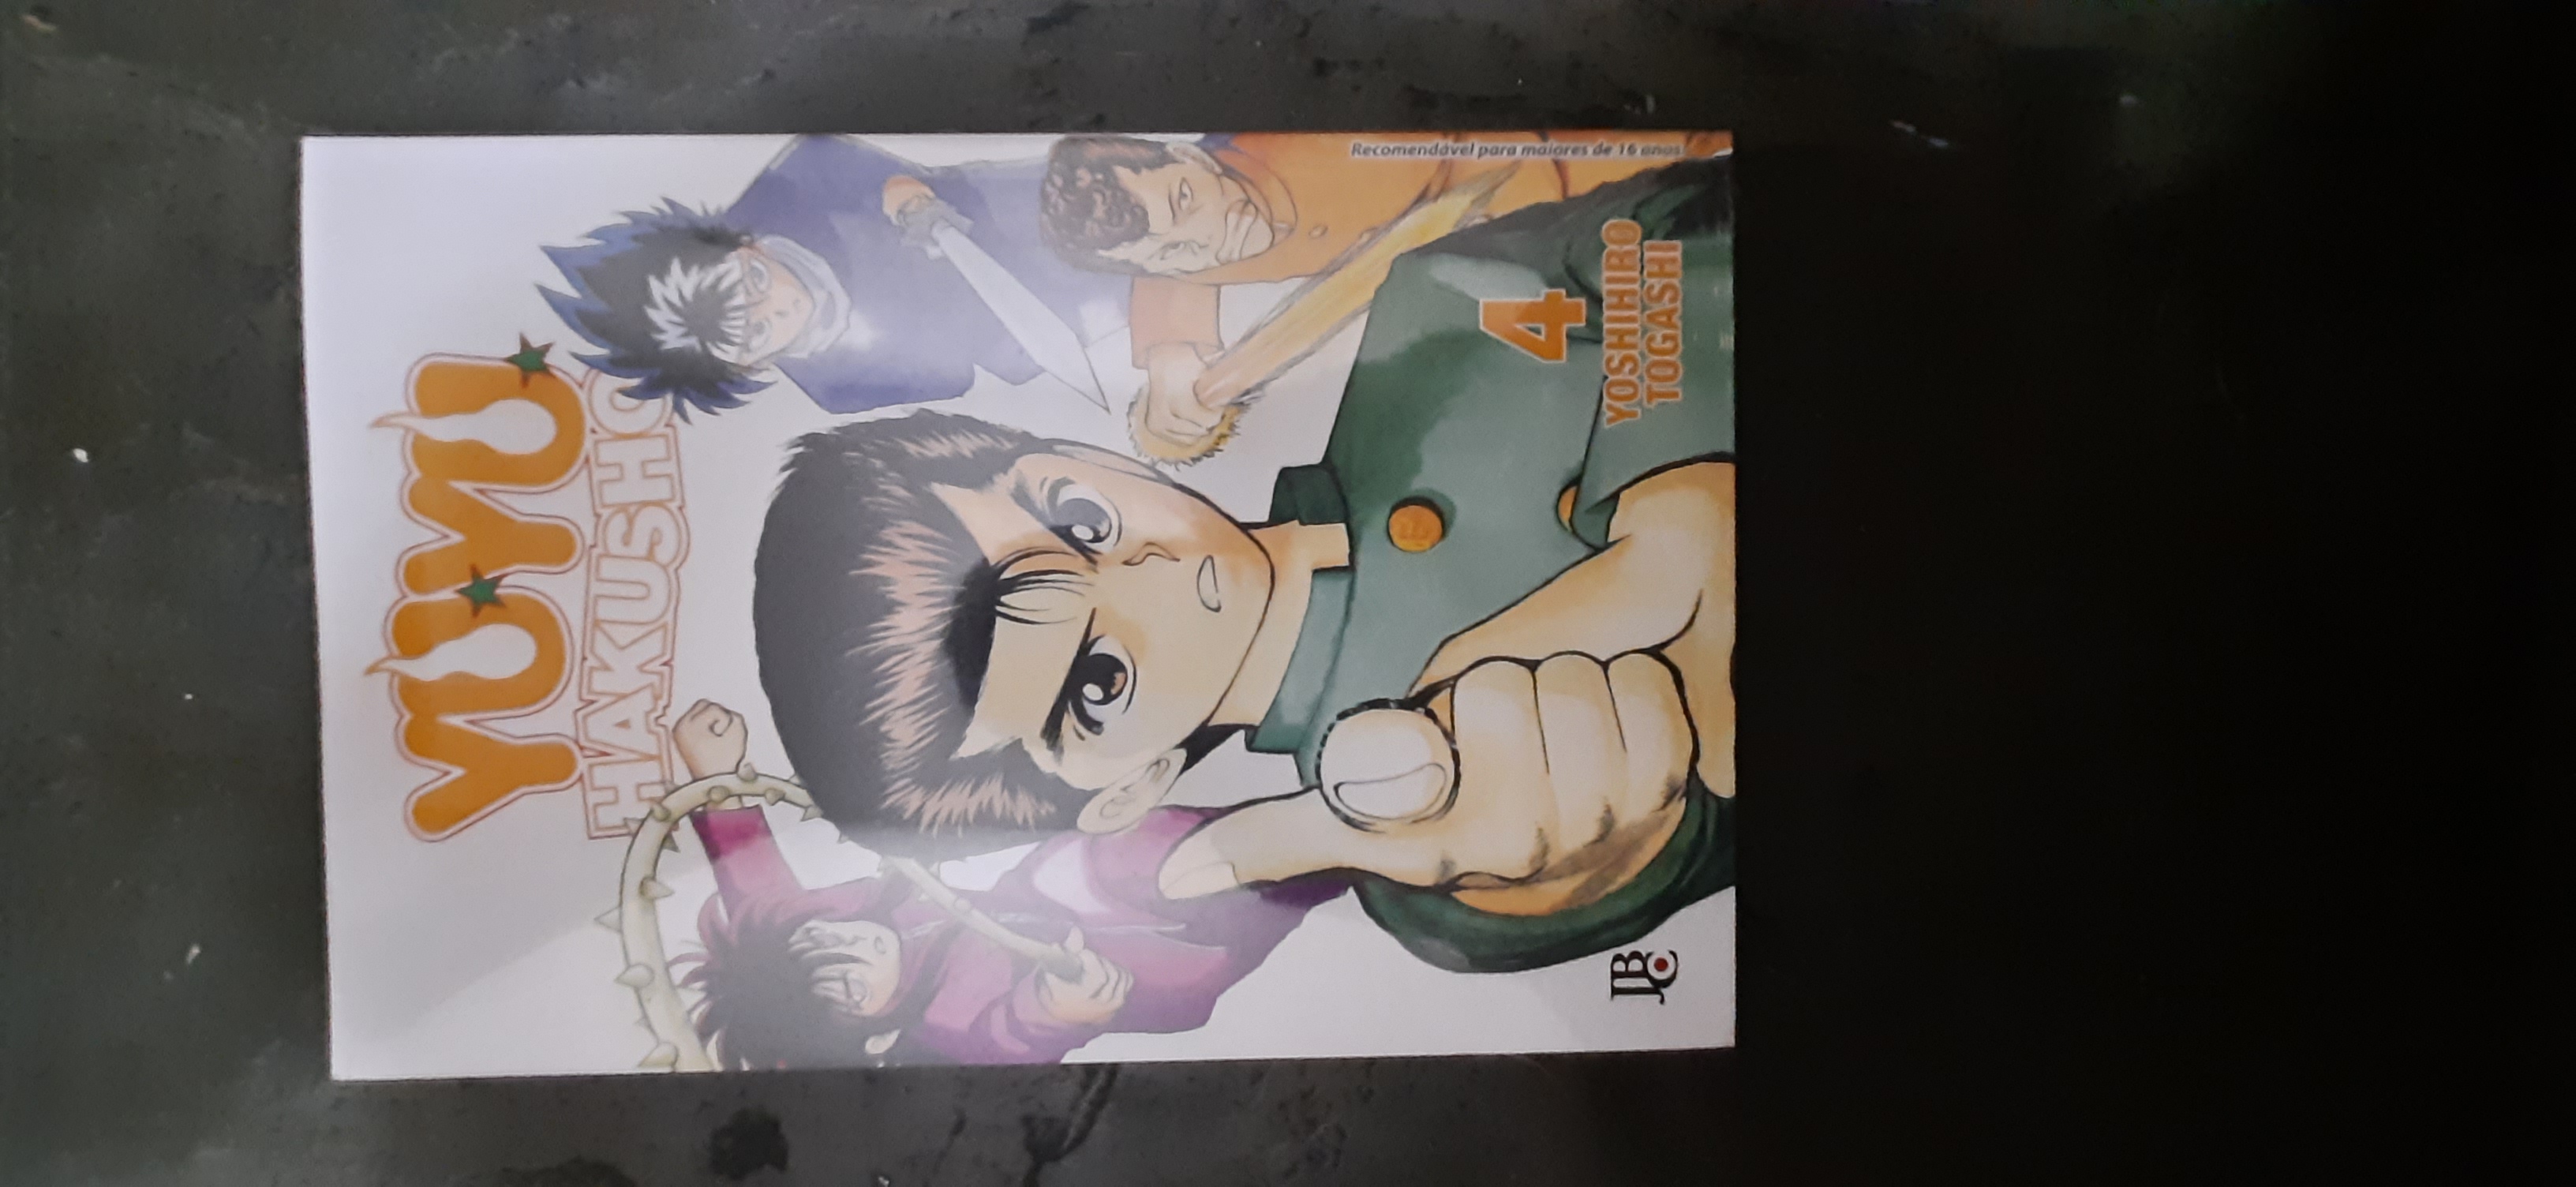 YUYU
HAKUSHO
4
YOSHIHIRO
TOGASHI
JBC
Recomendável para maiores de 16 anos